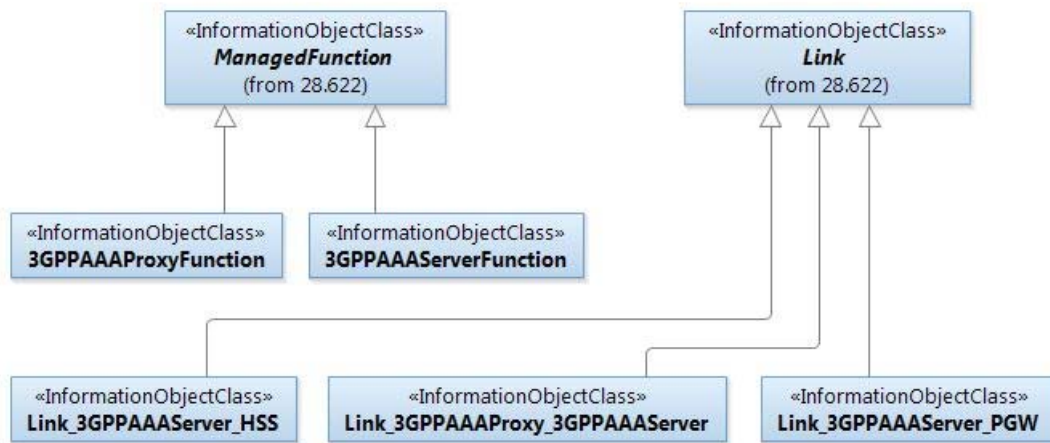 «InformationObjectClass»
ManagedFunction
(from 28.622)
«InformationObjectClass»
Link
(from 28.622)
«InformationObjectClass»
3GPPAAAProxyFunction
«InformationObjectClass»
3GPPAAAServerFunction
«InformationObjectClass»
Link_3GPPAAAServer_HSS
«InformationObjectClass»
Link_3GPPAAAProxy_3GPPAAAServer
«InformationObjectClass»
Link_3GPPAAAServer_PGW